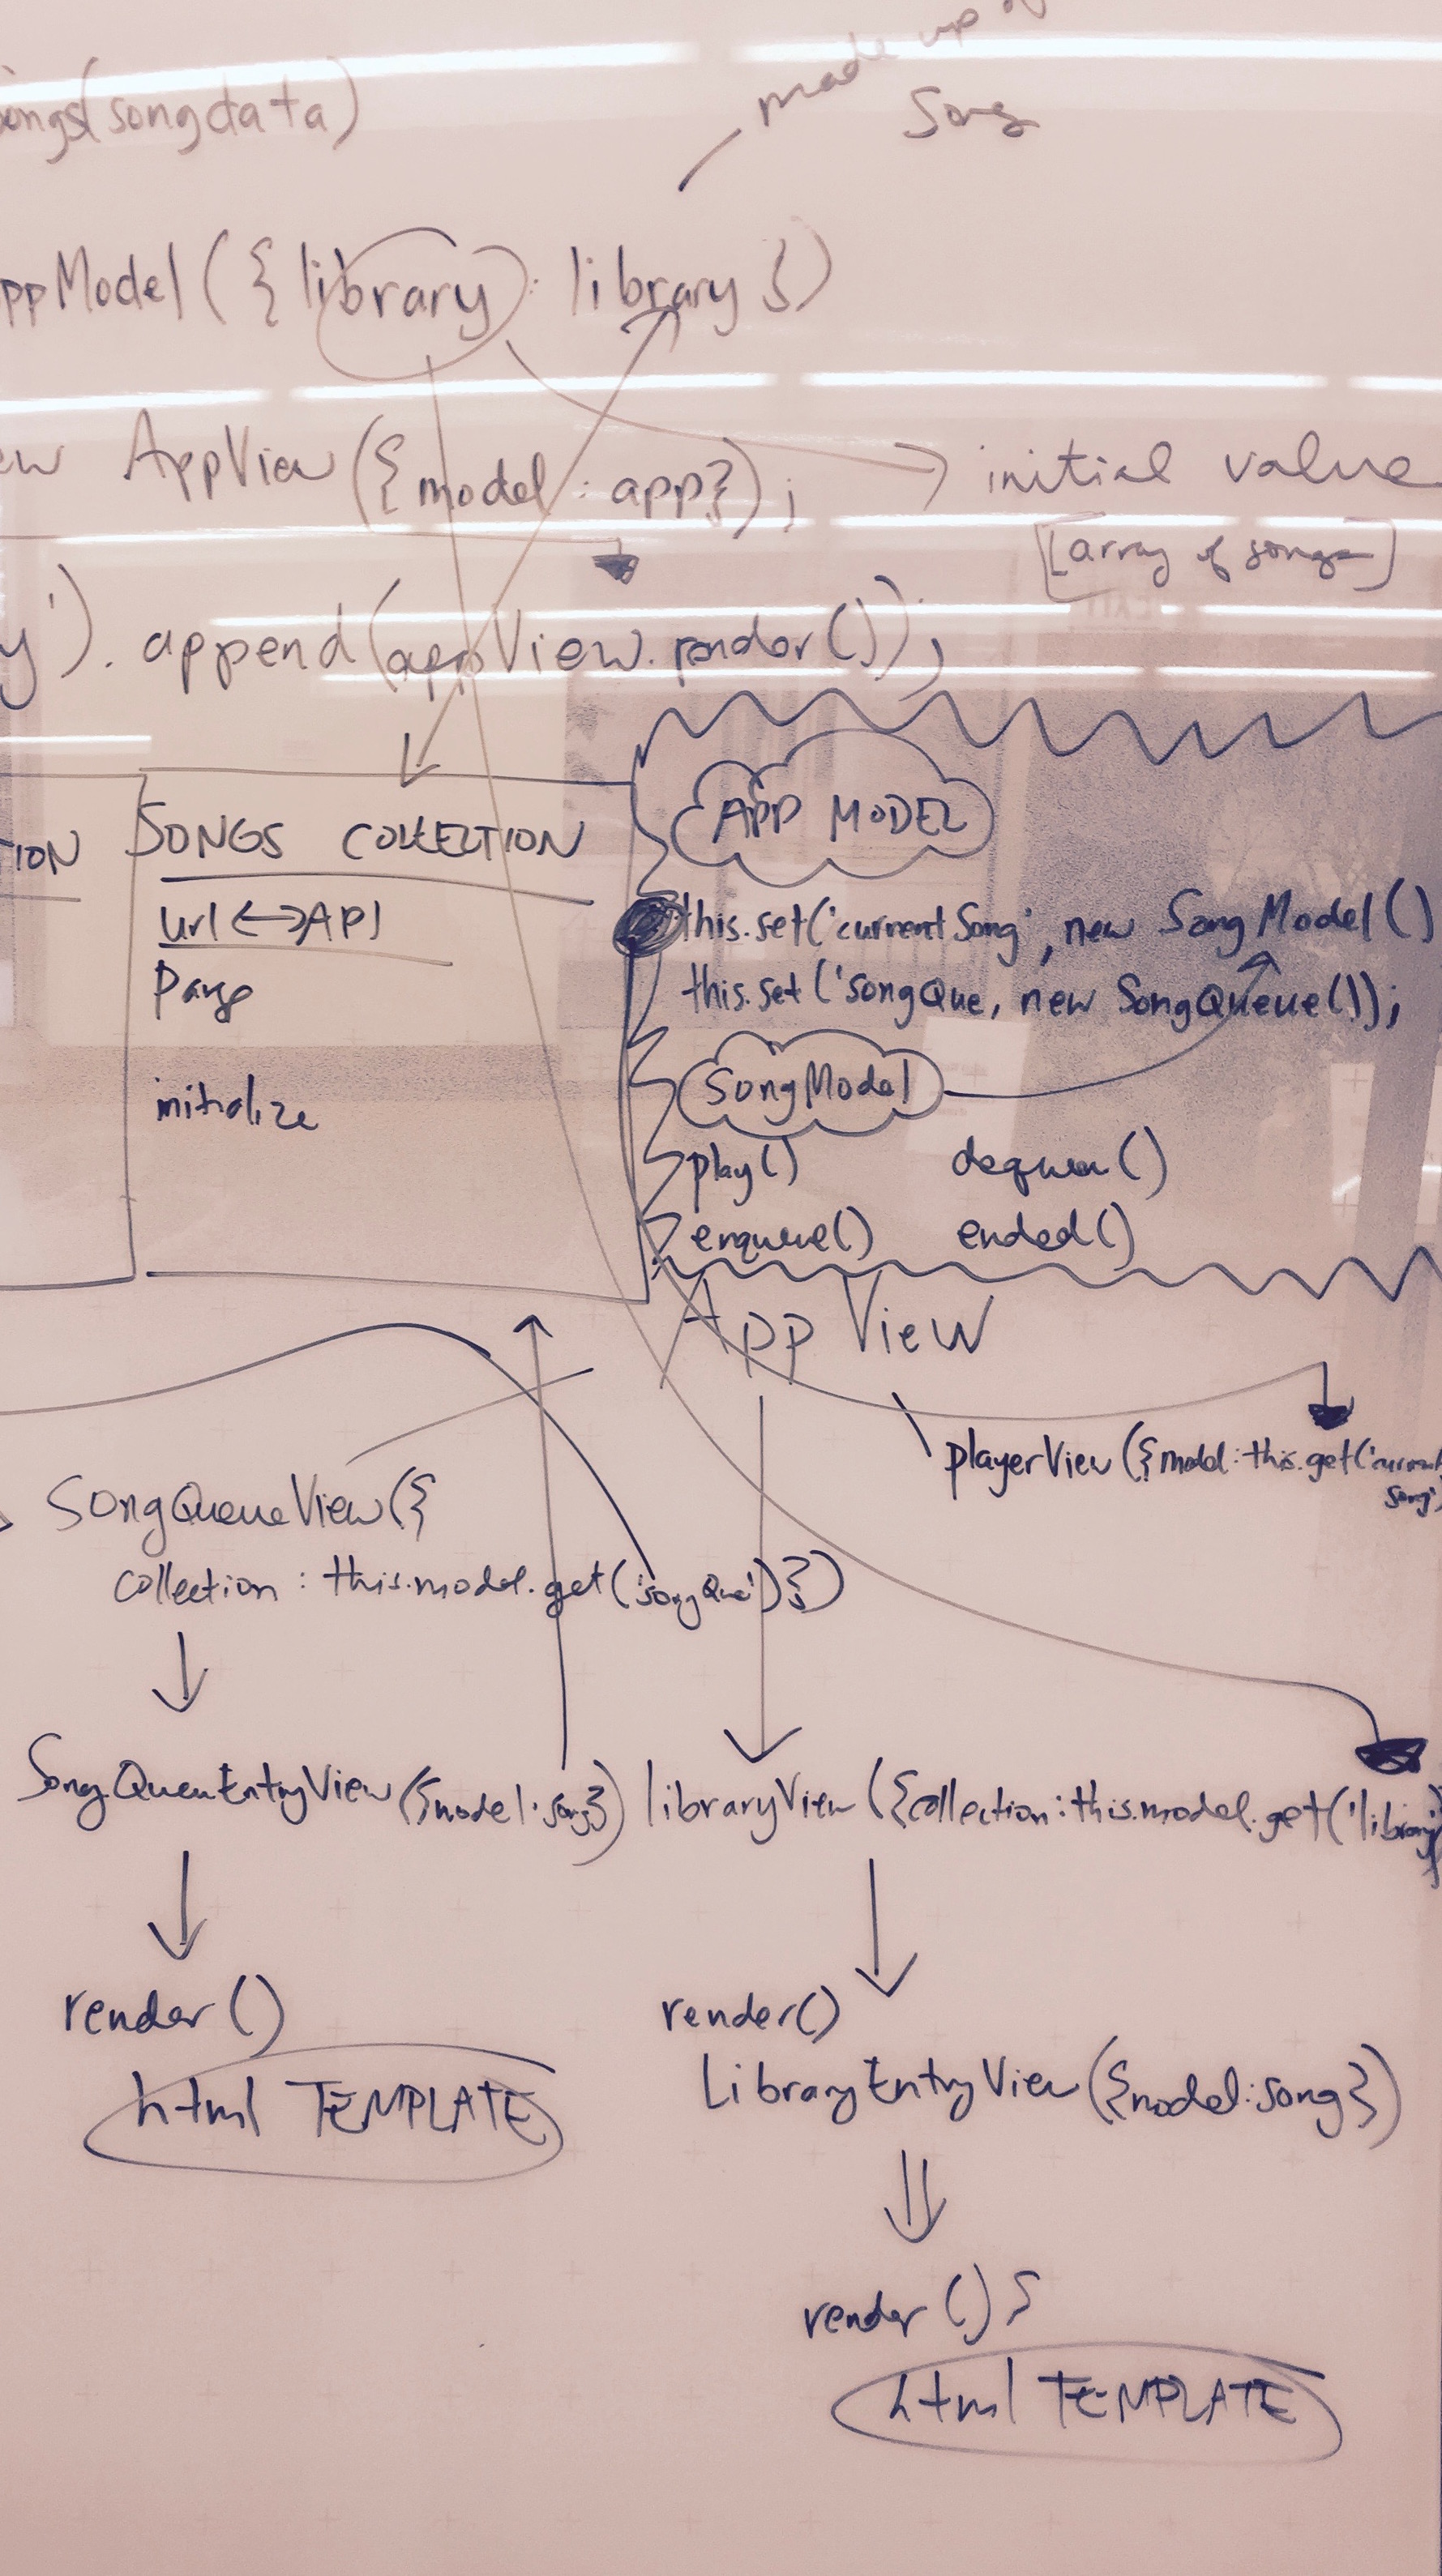 made up of
Song
ongs(songdata)
ppModel({library: library})
ew AppView({model: app});
initial value
[array of songs]
y'). append(appView.render());
TION
SONGS COLLECTION
url ↔ API
Parse
initialize
APP MODEL
this.set('currentSong', new SongModel()
this.set('songQue, new SongQueue());
SongModel
play() dequeue()
enqueue() ended()
App View
playerView({model: this.get('current
song')
SongQueueView({
collection: this.model.get('songQue')})
SongQueueEntryView({model: song})
libraryView({collection: this.model.get('library'
render()
html TEMPLATE
render()
LibraryEntryView({model: song})
render(){
html TEMPLATE